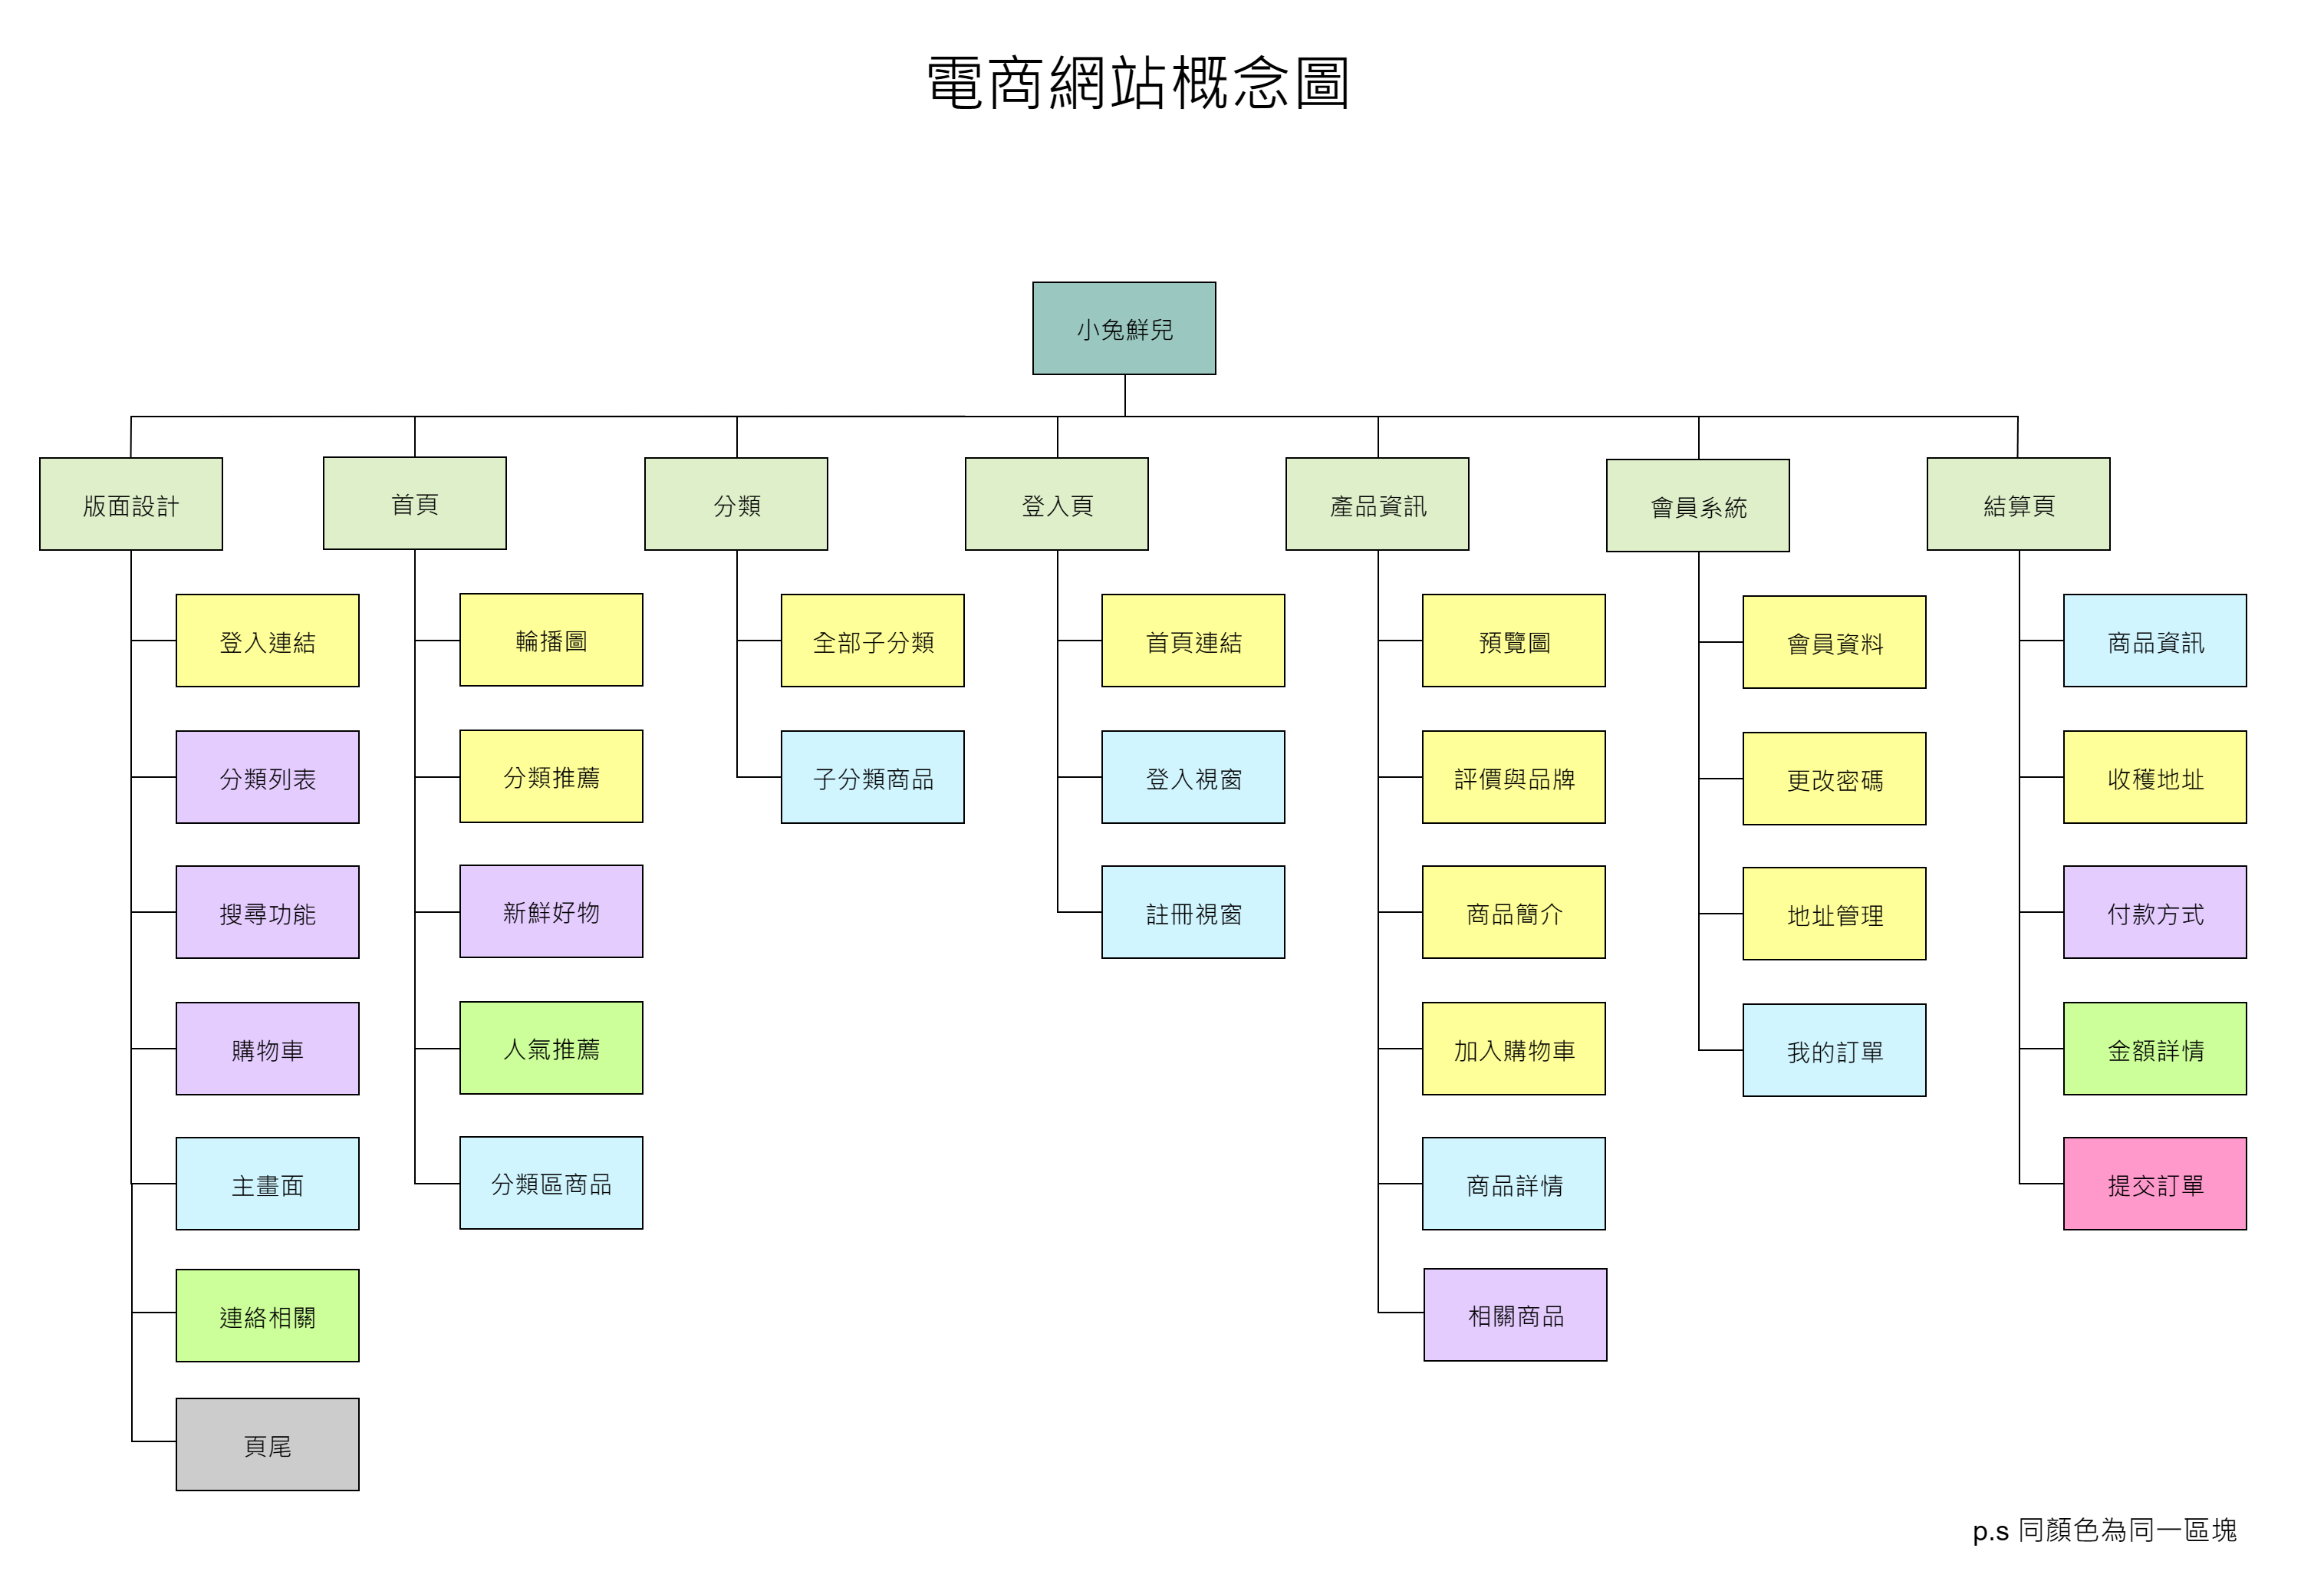 電商網站概念圖
小兔鮮兒
版面設計
首頁
分類
登入頁
產品資訊
會員系統
結算頁
登入連結
輪播圖
全部子分類
首頁連結
預覽圖
會員資料
商品資訊
分類列表
分類推薦
子分類商品
登入視窗
評價與品牌
更改密碼
收穫地址
搜尋功能
新鮮好物
註冊視窗
商品簡介
地址管理
付款方式
購物車
人氣推薦
加入購物車
我的訂單
金額詳情
主畫面
分類區商品
商品詳情
提交訂單
連絡相關
相關商品
頁尾
p.s 同顏色為同一區塊